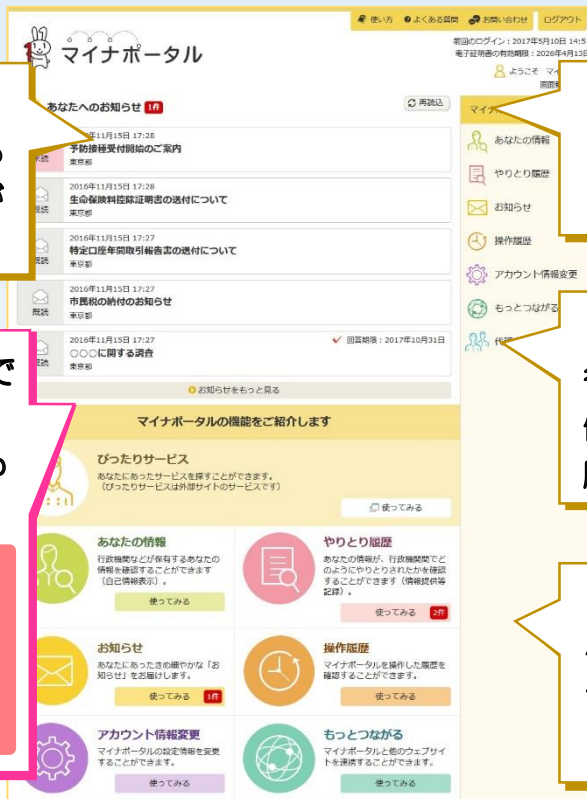 使い方 よくある質問 お問い合わせ ログアウト
マイナポータル
前回のログイン：2017年5月10日 14:5
電子証明書の有効期限：2026年4月13日
ようこそ マイ
あなたへのお知らせ 1件
再読込
年11月15日 17:28
予防接種受付開始のご案内
東京都
未読
2016年11月15日 17:28
生命保険料控除証明書の送付について
東京都
既読
2016年11月15日 17:27
特定口座年間取引報告書の送付について
東京都
既読
2016年11月15日 17:27
市民税の納付のお知らせ
東京都
既読
2016年11月15日 17:27
○○○に関する調査
東京都
回答期限：2017年10月31日
お知らせをもっと見る
あなたの情報
やりとり履歴
お知らせ
操作履歴
アカウント情報変更
もっとつながる
が
で
マイナポータルの機能をご紹介します
ぴったりサービス
あなたにあったサービスを探すことができます。
（ぴったりサービスは外部サイトのサービスです）
使ってみる
あなたの情報
行政機関などが保有するあなたの
情報を確認することができます
（自己情報表示）。
使ってみる
やりとり履歴
あなたの情報が、行政機関間でど
のようにやりとりされたかを確認
することができます（情報提供等
記録）。
使ってみる 2件
お知らせ
あなたにあったきめ細やかな「お
知らせ」をお届けします。
使ってみる 1件
操作履歴
マイナポータルを操作した履歴を
確認することができます。
使ってみる
アカウント情報変更
マイナポータルの設定情報を変更
することができます。
使ってみる
もっとつながる
マイナポータルと他のウェブサイ
トを連携することができます。
使ってみる